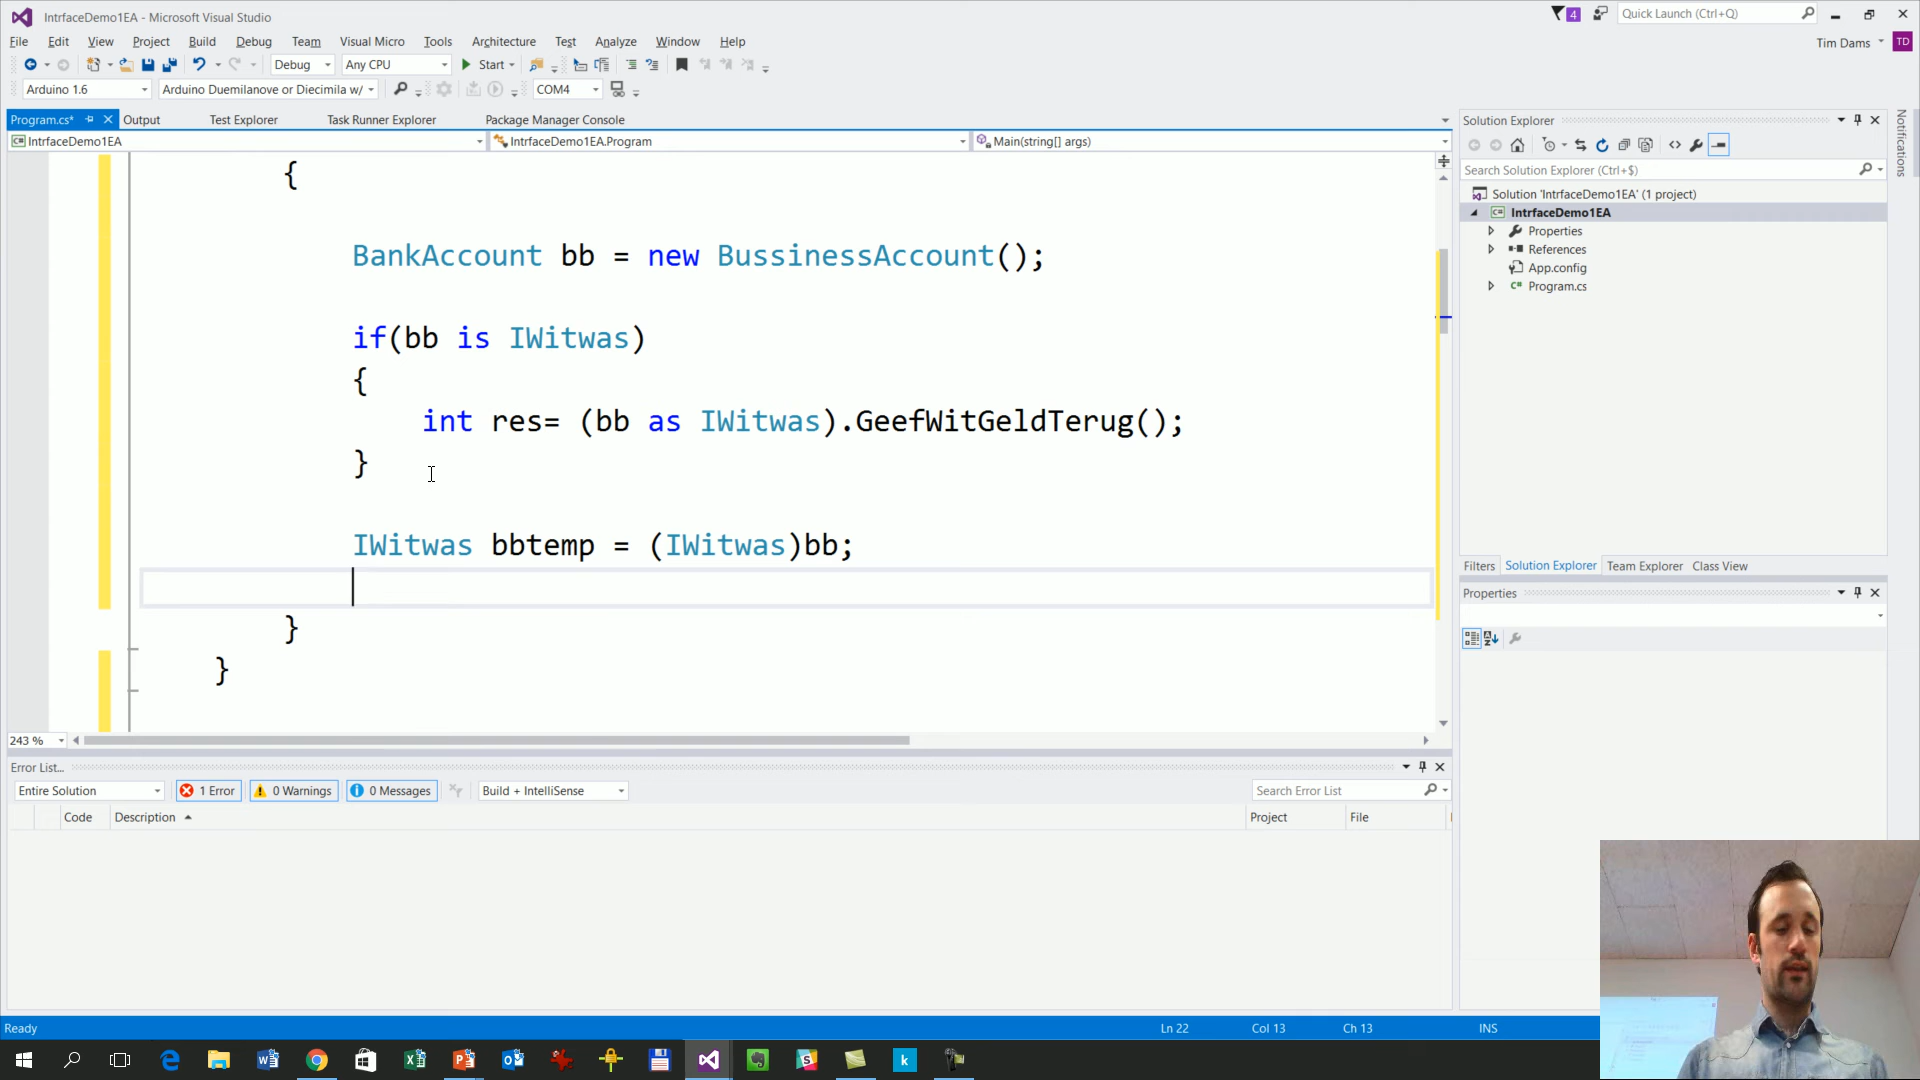 IntrfaceDemo1EA - Microsoft Visual Studio
4
Quick Launch (Ctrl+Q)
File Edit View Project Build Debug Team Visual Micro Tools Architecture Test Analyze Window Help
Tim Dams TD
Debug Any CPU Start
Arduino 1.6 Arduino Duemilanove or Diecimila w/ COM4
Program.cs* Output Test Explorer Task Runner Explorer Package Manager Console
IntrfaceDemo1EA IntrfaceDemo1EA.Program Main(string[] args)
{
BankAccount bb = new BussinessAccount();
if(bb is IWitwas)
{
int res= (bb as IWitwas).GeefWitGeldTerug();
}
IWitwas bbtemp = (IWitwas)bb;
}
}
243 %
Solution Explorer
Search Solution Explorer (Ctrl+$)
Solution 'IntrfaceDemo1EA' (1 project)
C# IntrfaceDemo1EA
Properties
References
App.config
C# Program.cs
Filters Solution Explorer Team Explorer Class View
Properties
Notifications
Error List...
Entire Solution 1 Error 0 Warnings 0 Messages Build + IntelliSense Search Error List
Code Description Project File
Ready Ln 22 Col 13 Ch 13 INS